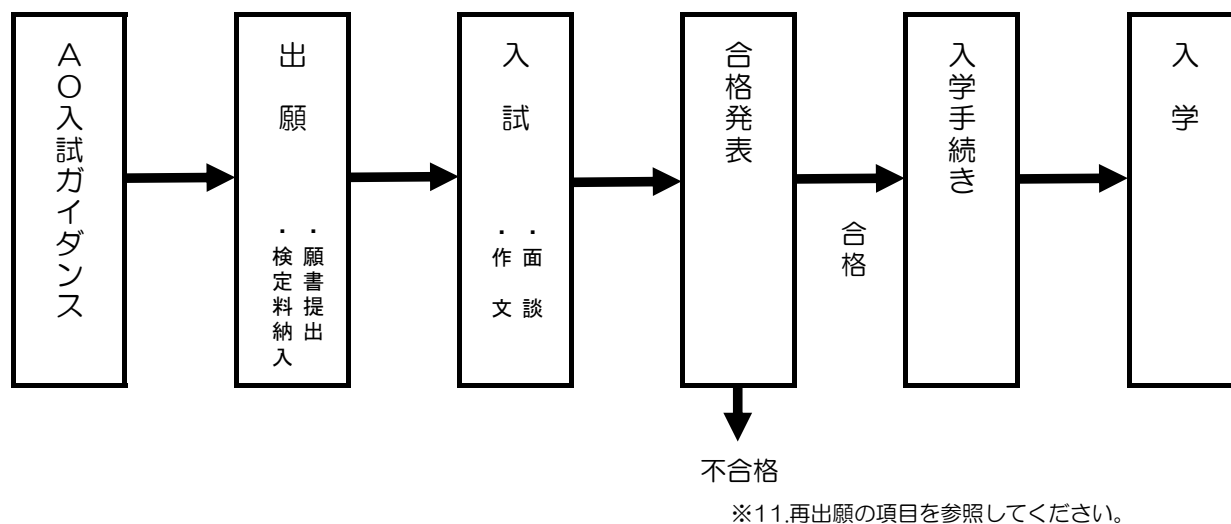 AO入試ガイダンス
出願
・願書提出
・検定料納入
入試
・面談
・作文
合格発表
合格
入学手続き
入学
不合格
※11.再出願の項目を参照してください。